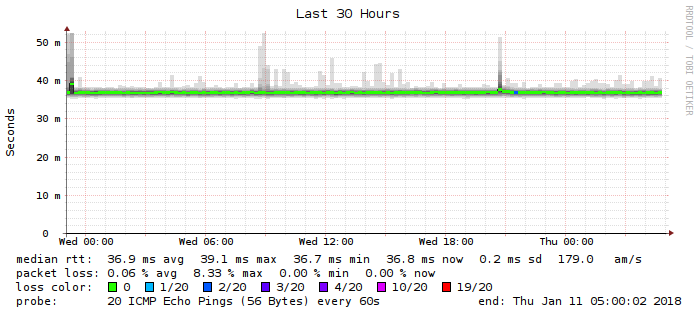 Last 30 Hours
RRDTOOL / TOBI OETIKER
Seconds
50 m
40 m
30 m
20 m
10 m
0
Wed 00:00 Wed 06:00 Wed 12:00 Wed 18:00 Thu 00:00
median rtt: 36.9 ms avg 39.1 ms max 36.7 ms min 36.8 ms now 0.2 ms sd 179.0 am/s
packet loss: 0.06 % avg 8.33 % max 0.00 % min 0.00 % now
loss color: 0 1/20 2/20 3/20 4/20 10/20 19/20
probe: 20 ICMP Echo Pings (56 Bytes) every 60s end: Thu Jan 11 05:00:02 2018